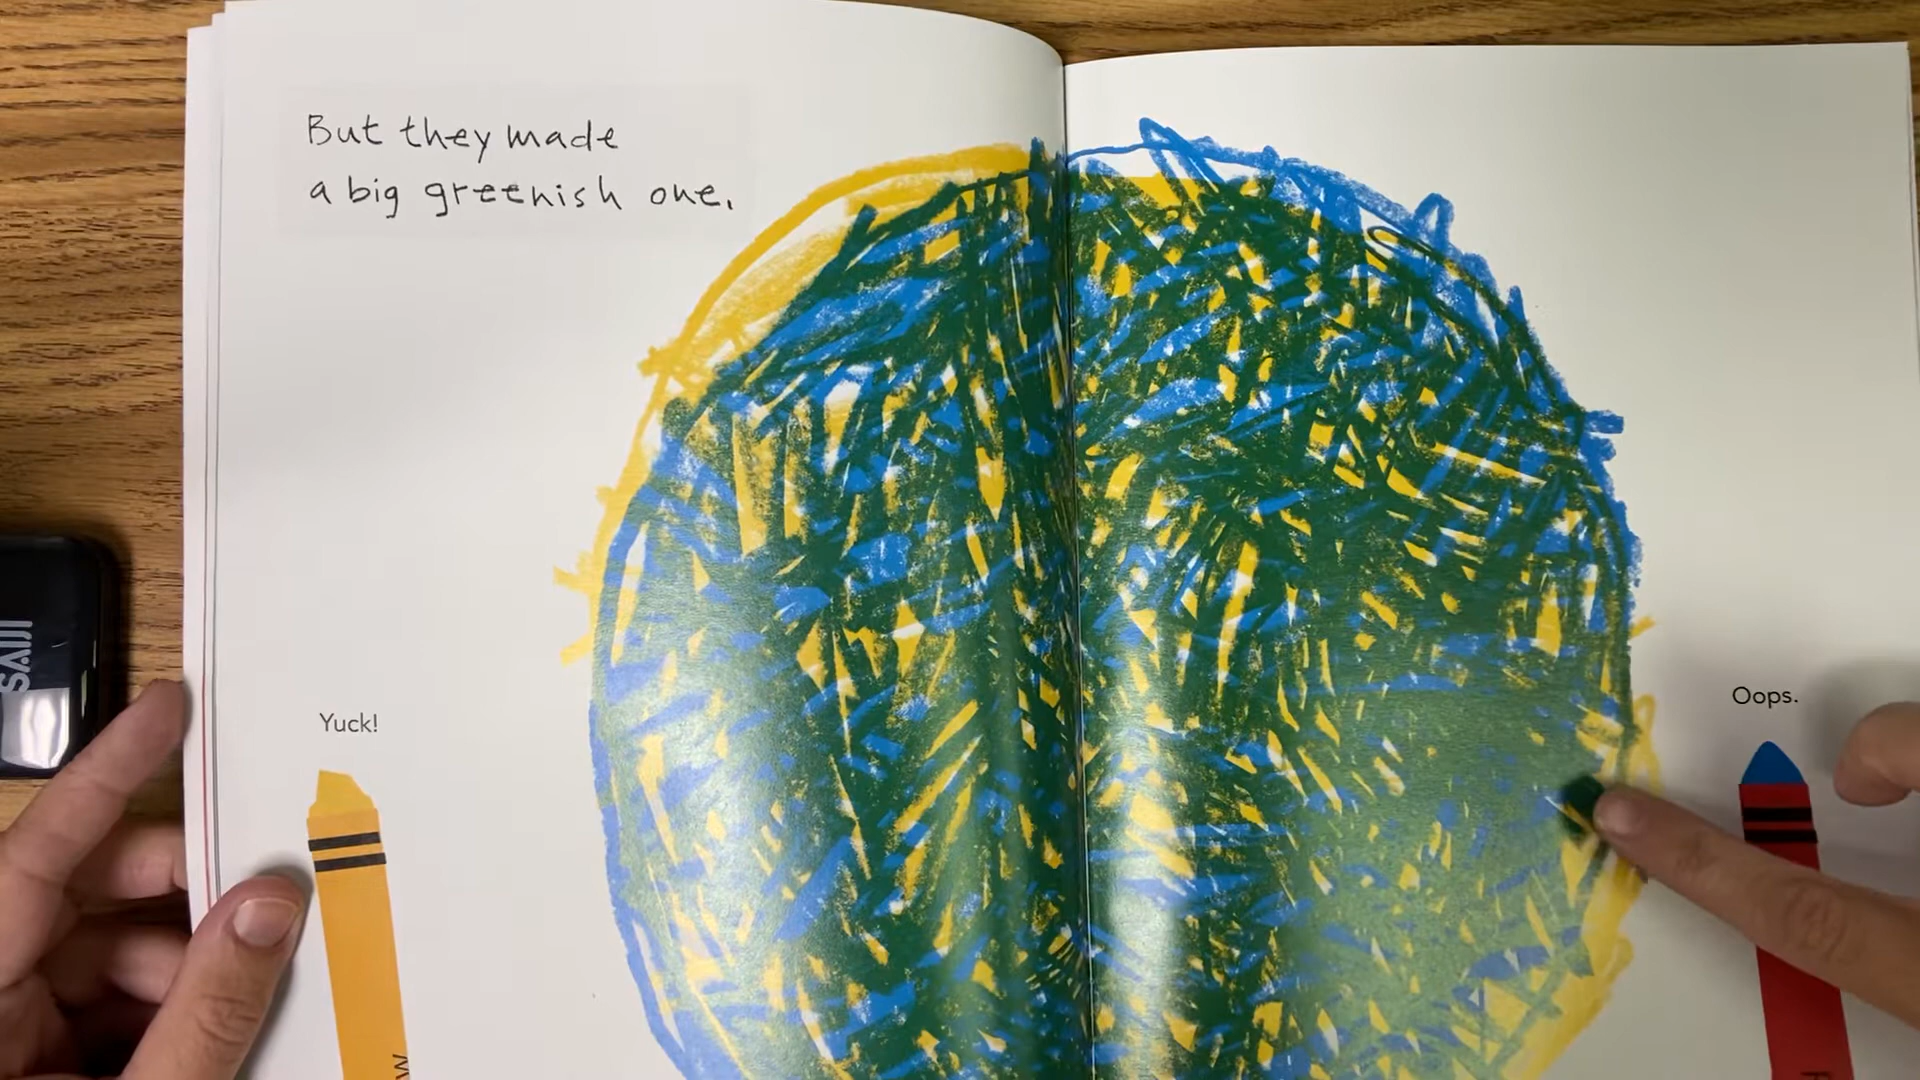 But they made
a big greenish one.
Yuck!
Oops.
W